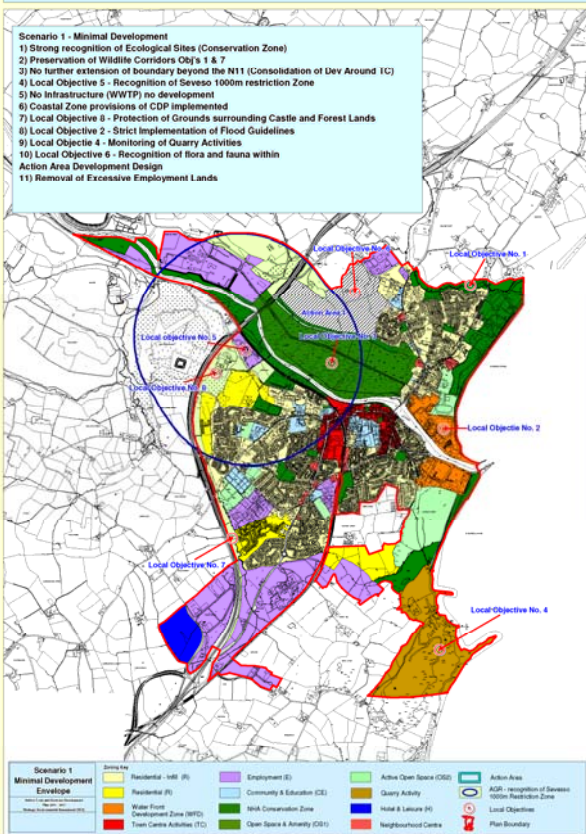 Scenario 1 - Minimal Development
1) Strong recognition of Ecological Sites (Conservation Zone)
2) Preservation of Wildlife Corridors Obj's 1 & 7
3) No further extension of boundary beyond the N11 (Consolidation of Dev Around TC)
4) Local Objective 5 - Recognition of Seveso 1000m restriction Zone
5) No Infrastructure (WWTP) no development
6) Coastal Zone provisions of CDP implemented
7) Local Objective 8 - Protection of Grounds surrounding Castle and Forest Lands
8) Local Objective 2 - Strict Implementation of Flood Guidelines
9) Local Objectie 4 - Monitoring of Quarry Activities
10) Local Objective 6 - Recognition of flora and fauna within
Action Area Development Design
11) Removal of Excessive Employment Lands
Local Objective No.
Local Objective No. 1
Action Area
Local objective No. 5
Local Objective No.
Local Objective No.
Local Objectie No. 2
Local Objective No. 7
Local Objective No. 4
Scenario 1
Minimal Development
Envelope
Zoning Key
Residential - Infill (R)
Residential (R)
Water Front
Development Zone (WFD)
Town Centre Activities (TC)
Employment (E)
Community & Education (CE)
NHA Conservation Zone
Open Space & Amenity (OS1)
Active Open Space (OS2)
Quarry Activity
Hotel & Leisure (H)
Neighbourhood Centre
Action Area
AGR - recognition of Sevesso
1000m Restriction Zone
Local Objectives
Plan Boundary